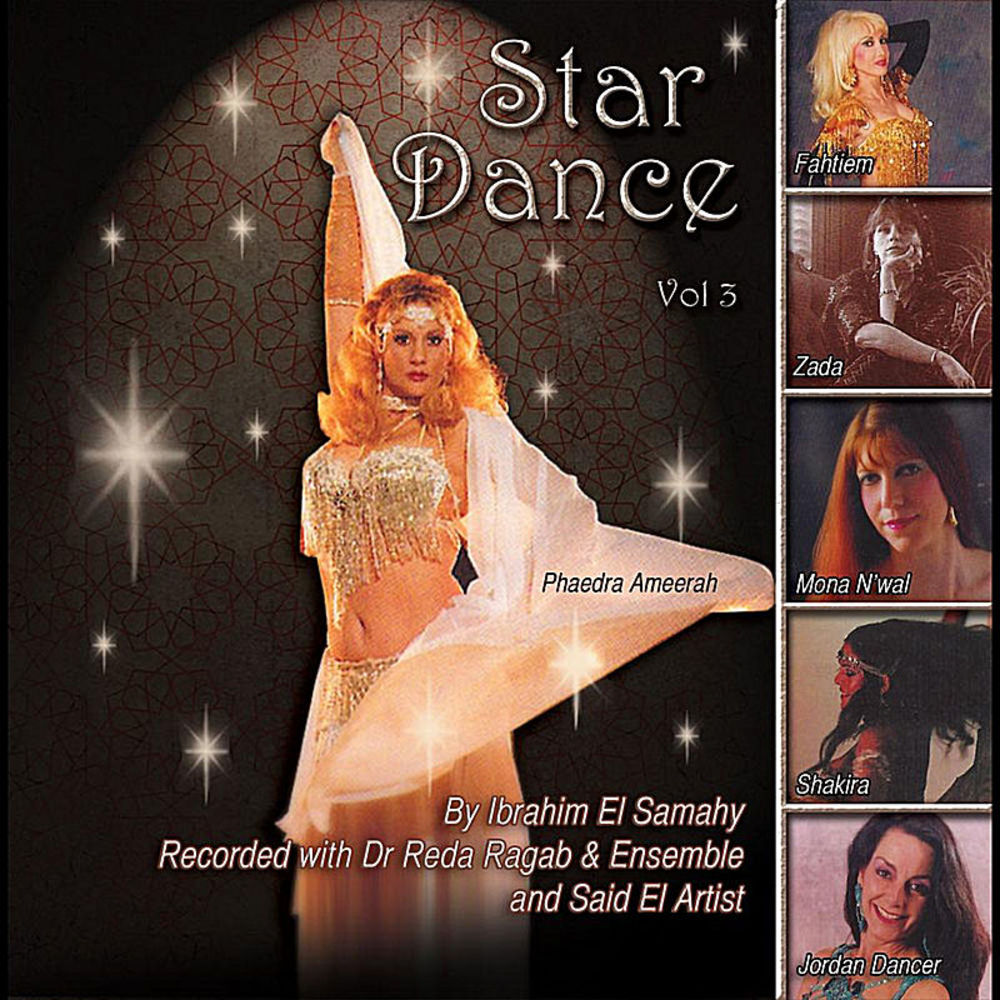 Star
Dance
Vol 3
Phaedra Ameerah
By Ibrahim El Samahy
Recorded with Dr Reda Ragab & Ensemble
and Said El Artist
Fahtiem
Zada
Mona N'wal
Shakira
Jordan Dancer